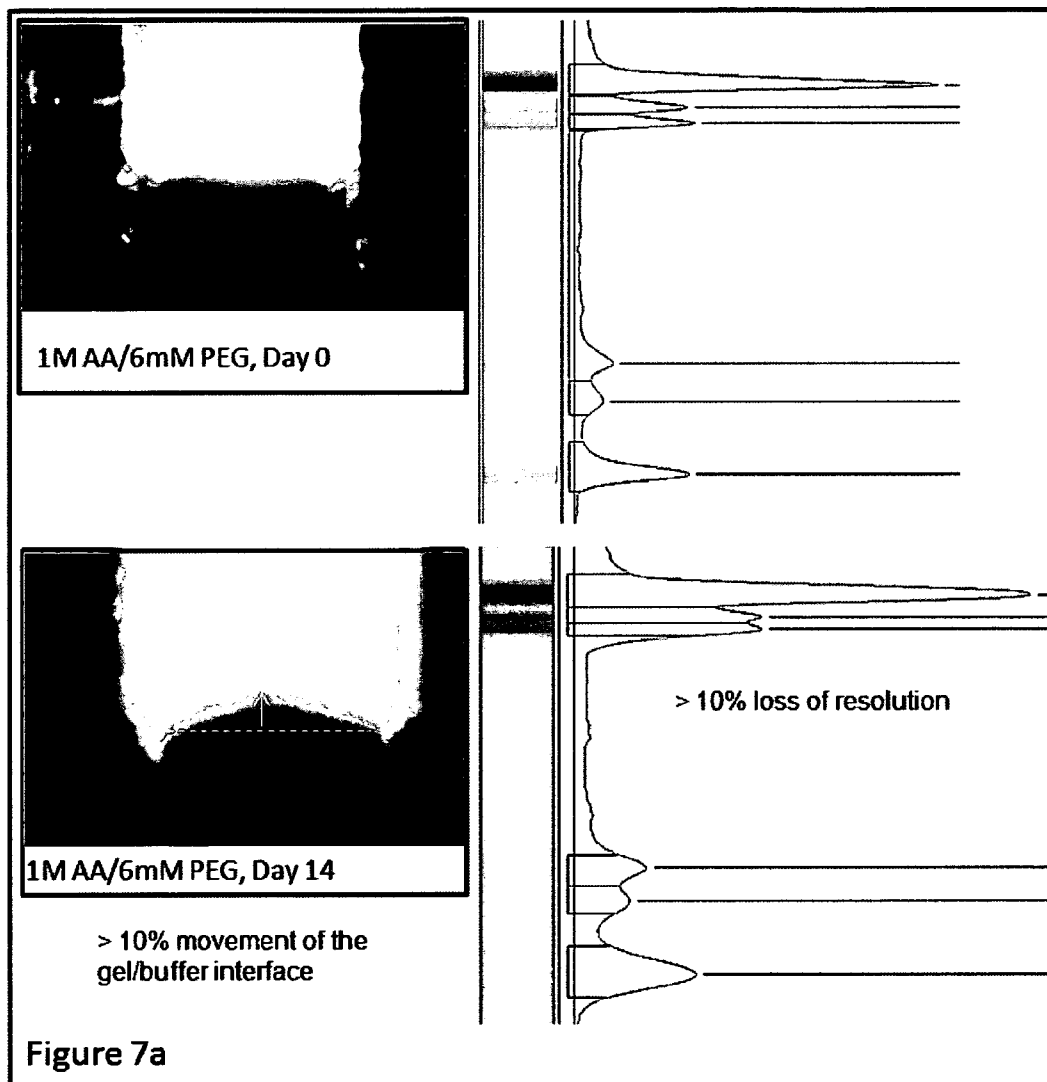 1M AA/6mM PEG, Day 0
> 10% loss of resolution
1M AA/6mM PEG, Day 14
> 10% movement of the
gel/buffer interface
Figure 7a